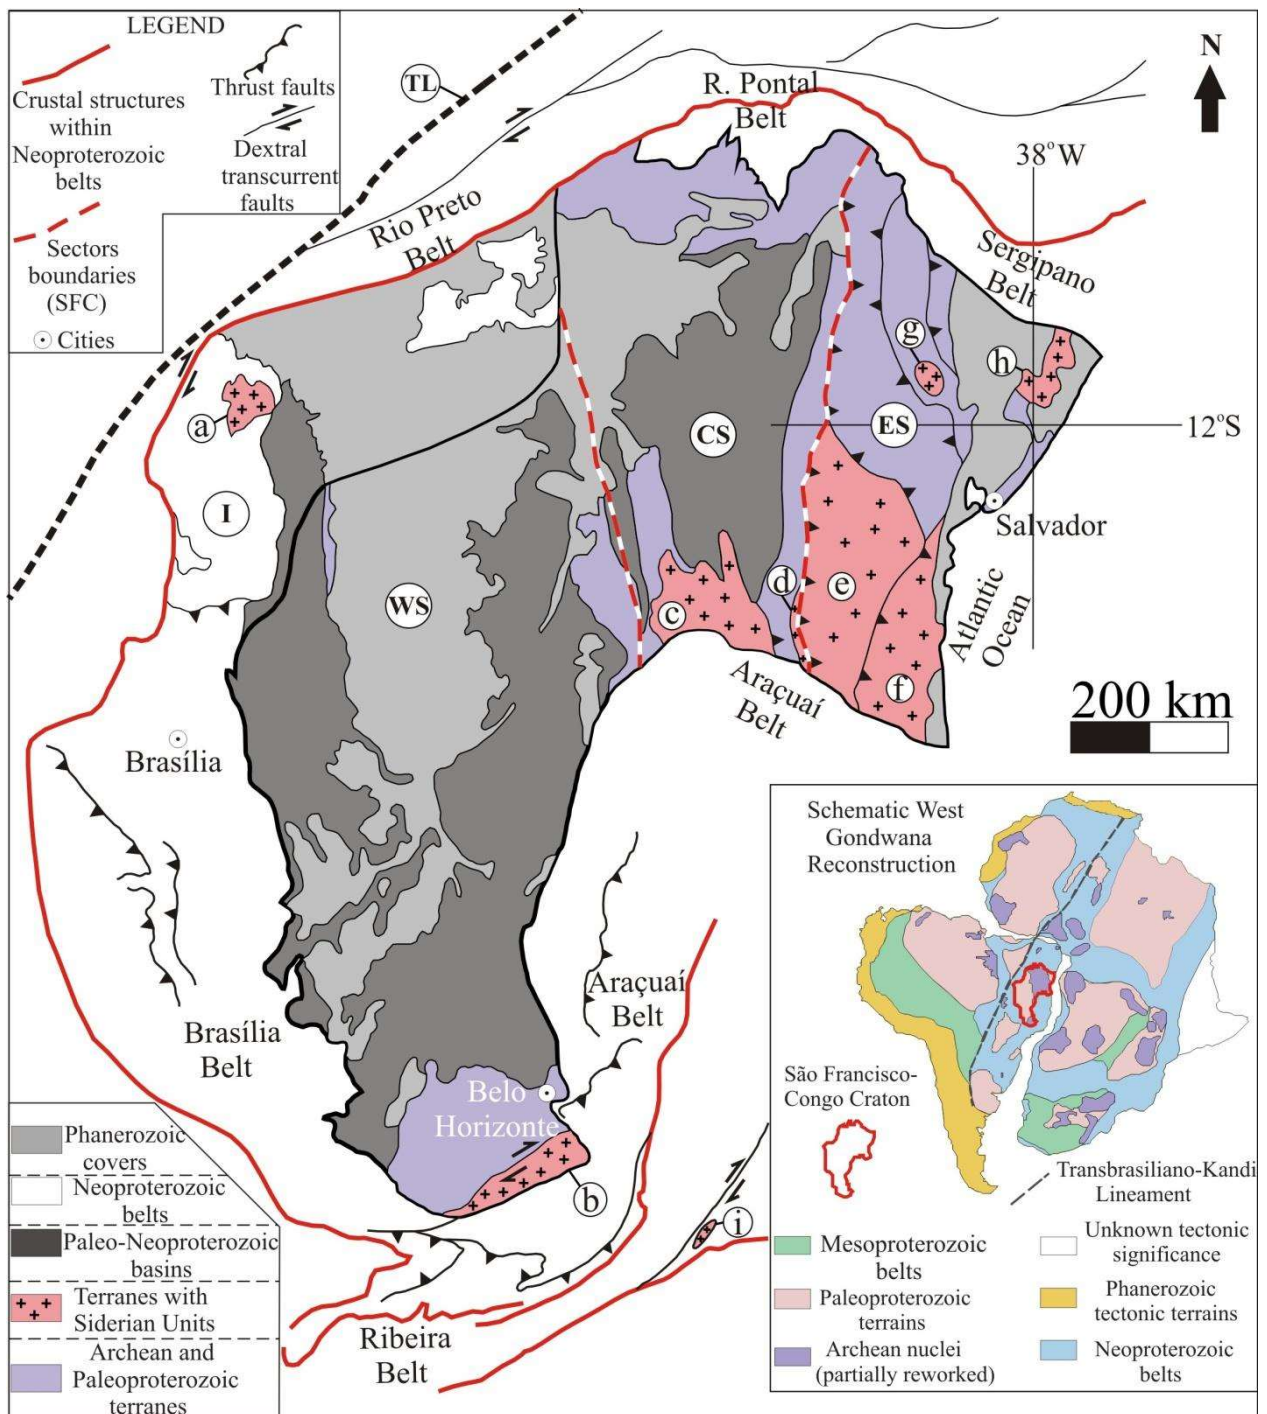 LEGEND
Crustal structures
within
Neoproterozoic
belts
Thrust faults
Dextral
transcurrent
faults
Sectors
boundaries
(SFC)
Cities
TL
R. Pontal
Belt
N
38°W
Rio Preto
Belt
Sergipano
Belt
g
h
a
CS
ES
12°S
I
Salvador
WS
c
d
e
f
Atlantic
Ocean
Araçuaí
Belt
200 km
Brasília
Brasília
Belt
Araçuaí
Belt
Belo
Horizonte
b
i
Ribeira
Belt
Phanerozoic
covers
Neoproterozoic
belts
Paleo-Neoproterozoic
basins
Terranes with
Siderian Units
Archean and
Paleoproterozoic
terranes
Schematic West
Gondwana
Reconstruction
São Francisco-
Congo Craton
Transbrasiliano-Kandi
Lineament
Mesoproterozoic
belts
Paleoproterozoic
terrains
Archean nuclei
(partially reworked)
Unknown tectonic
significance
Phanerozoic
tectonic terrains
Neoproterozoic
belts